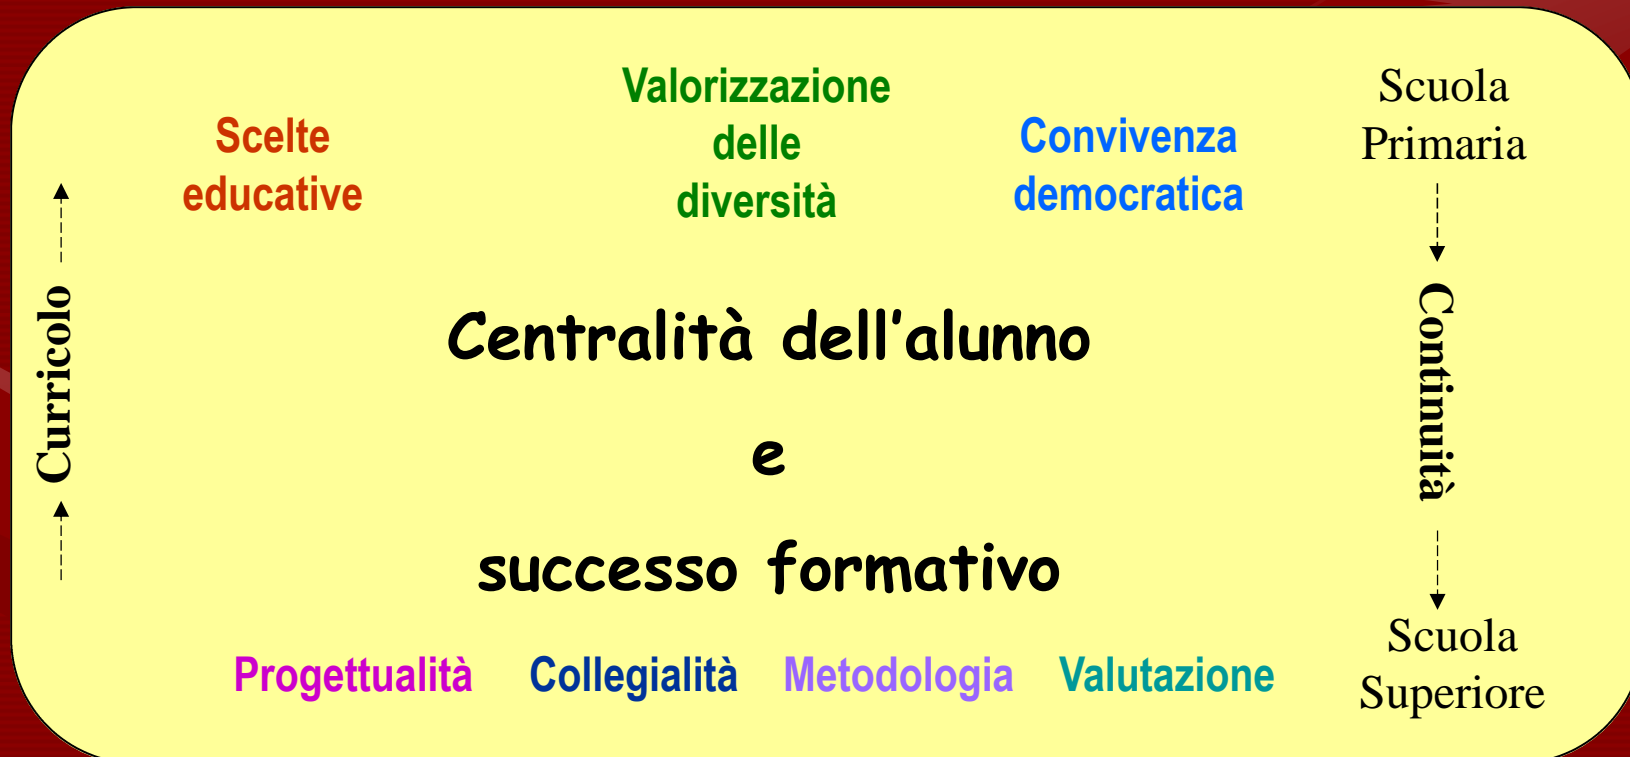 Scelte
educative
Valorizzazione
delle
diversità
Convivenza
democratica
Scuola
Primaria
Curricolo
Centralità dell'alunno
e
successo formativo
Continuità
Progettualità
Collegialità
Metodologia
Valutazione
Scuola
Superiore